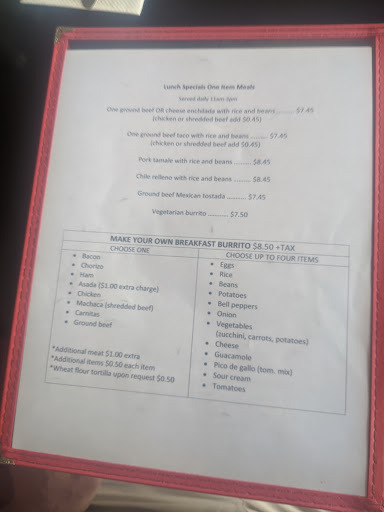 Lunch Specials One Item Meals
Served daily 11am-3pm
One ground beef OR cheese enchilada with rice and beans ........ $7.45
(chicken or shredded beef add $0.45)
One ground beef taco with rice and beans ........ $7.45
(chicken or shredded beef add $0.45)
Pork tamale with rice and beans ........ $8.45
Chile relleno with rice and beans ........ $8.45
Ground beef Mexican tostada ......... $7.45
Vegetarian burrito ......... $7.50
MAKE YOUR OWN BREAKFAST BURRITO $8.50 +TAX
CHOOSE ONE
• Bacon
• Chorizo
• Ham
• Asada ($1.00 extra charge)
• Chicken
• Machaca (shredded beef)
• Carnitas
• Ground beef
*Additional meat $1.00 extra
*Additional items $0.50 each item
*Wheat flour tortilla upon request $0.50
CHOOSE UP TO FOUR ITEMS
• Eggs
• Rice
• Beans
• Potatoes
• Bell peppers
• Onion
• Vegetables
(zucchini, carrots, potatoes)
• Cheese
• Guacamole
• Pico de gallo (tom, mix)
• Sour cream
• Tomatoes